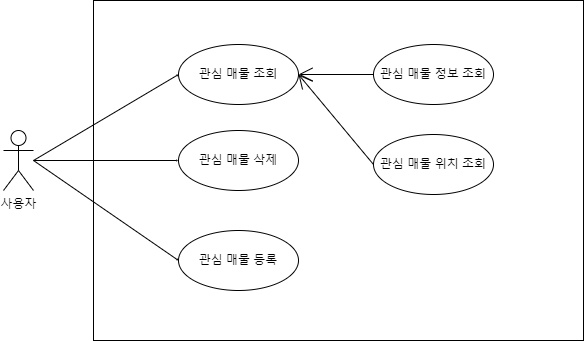 관심 매물 조회
관심 매물 정보 조회
관심 매물 삭제
관심 매물 위치 조회
사용자
관심 매물 등록